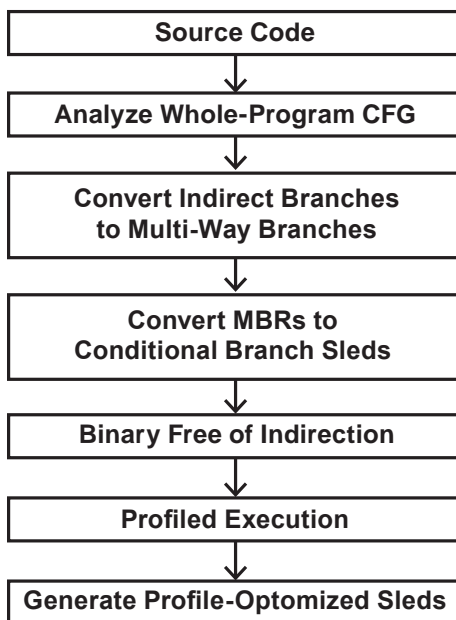 Source Code
Analyze Whole-Program CFG
Convert Indirect Branches
to Multi-Way Branches
Convert MBRs to
Conditional Branch Sleds
Binary Free of Indirection
Profiled Execution
Generate Profile-Optomized Sleds